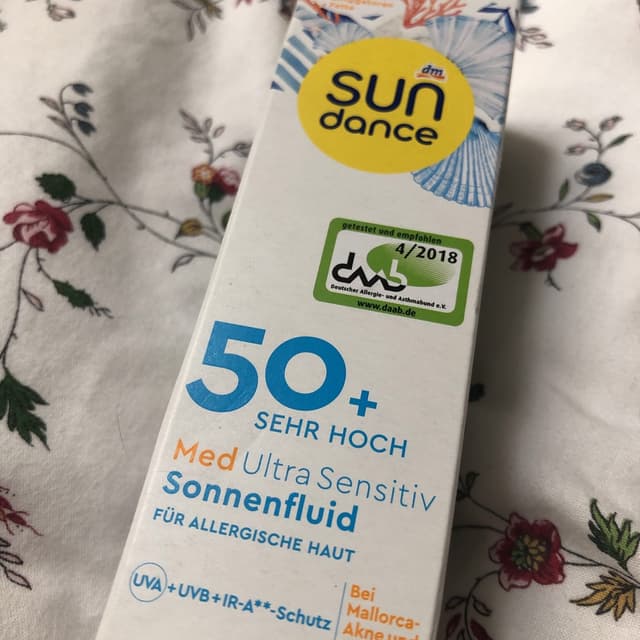 dm
sun
dance
getestet und empfohlen
4/2018
daab
Deutscher Allergie- und Asthmabund e.V.
www.daab.de
50+
SEHR HOCH
Med Ultra Sensitiv
Sonnenfluid
FÜR ALLERGISCHE HAUT
UVA+UVB+IR-A**-Schutz
Bei
Mallorca-
Akne und